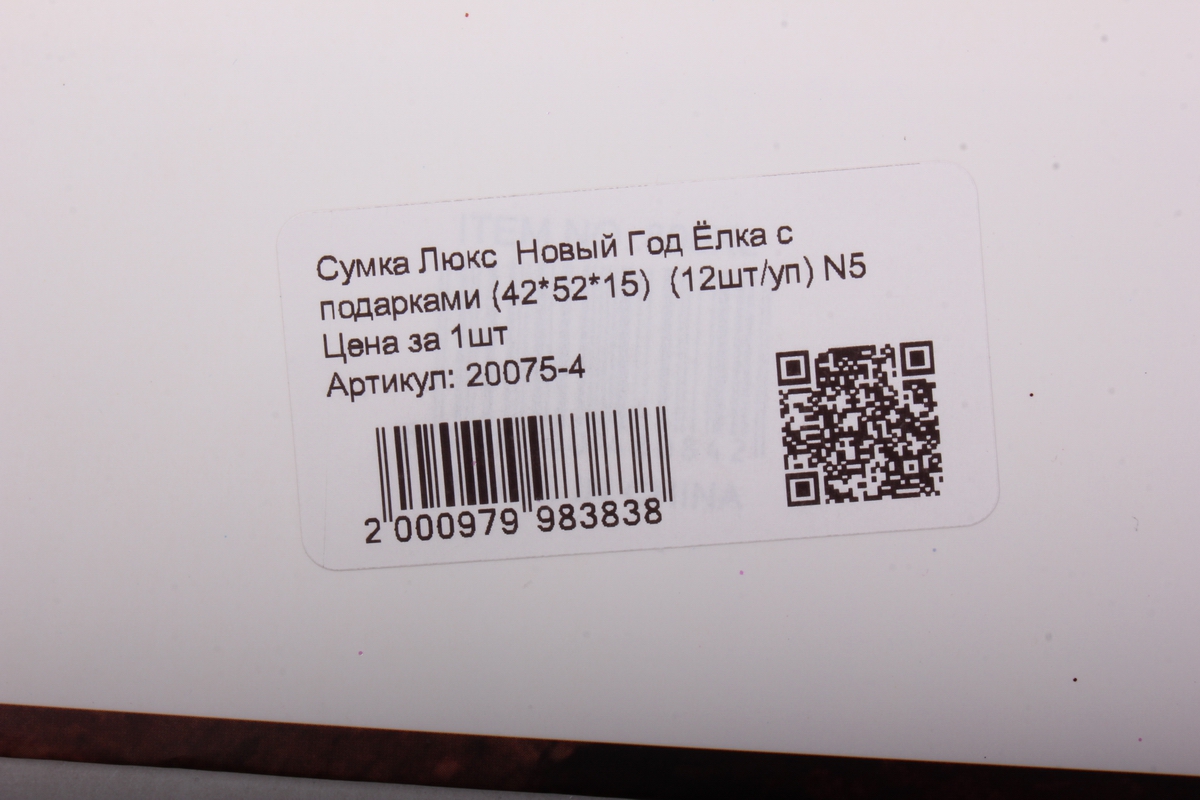 Сумка Люкс  Новый Год Ёлка с
подарками (42*52*15)  (12шт/уп) N5
Цена за 1шт
Артикул: 20075-4
2 000979 983838